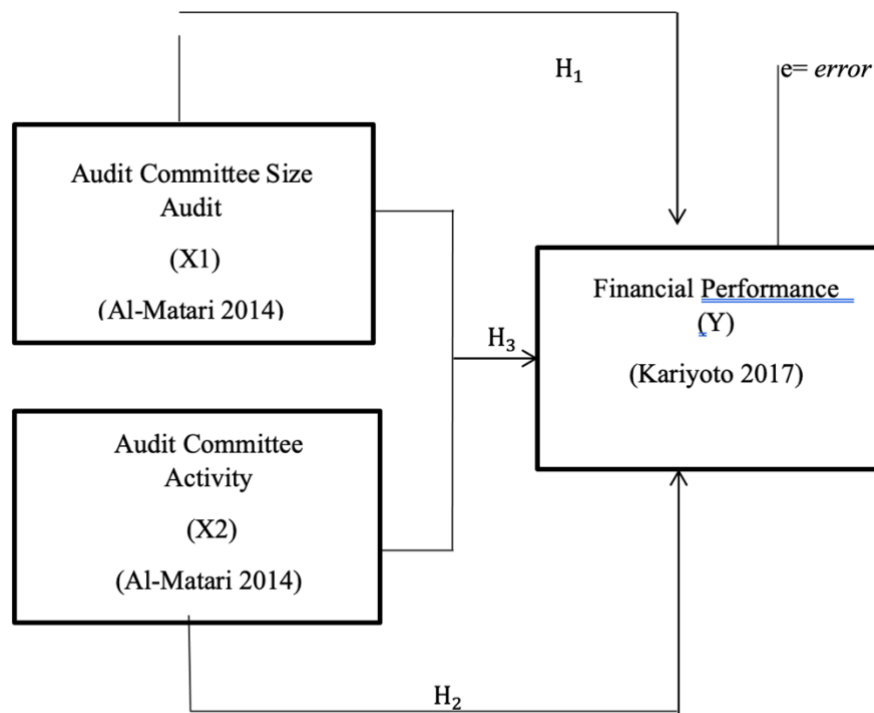 H₁
e= error
Audit Committee Size
Audit
(X1)
(Al-Matari 2014)
Financial Performance
(Y)
(Kariyoto 2017)
H₃
Audit Committee
Activity
(X2)
(Al-Matari 2014)
H₂